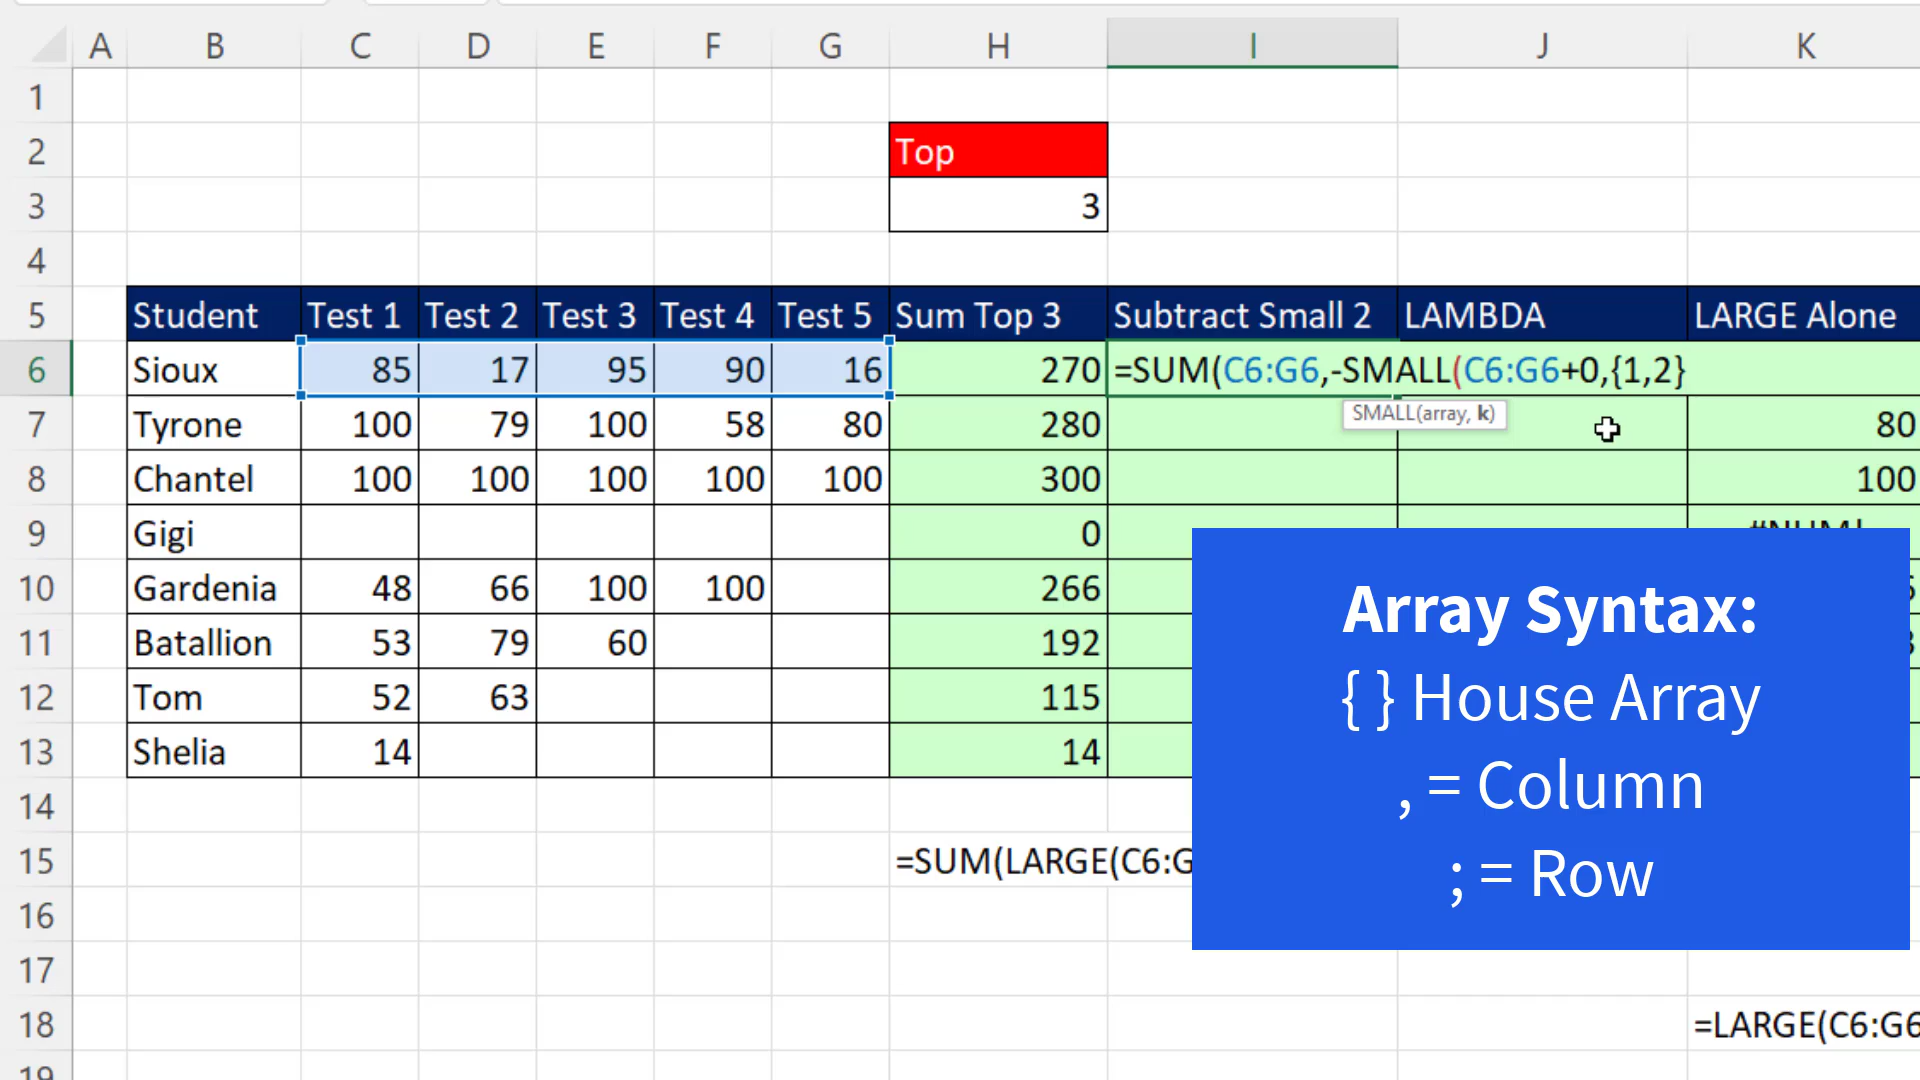 A B C D E F G H I J K
1
2 Top
3 3
4
5 Student Test 1 Test 2 Test 3 Test 4 Test 5 Sum Top 3 Subtract Small 2 LAMBDA LARGE Alone
6 Sioux 85 17 95 90 16 270 =SUM(C6:G6,-SMALL(C6:G6+0,{1,2}
SMALL(array, k)
7 Tyrone 100 79 100 58 80 280 80
8 Chantel 100 100 100 100 100 300 100
9 Gigi 0
10 Gardenia 48 66 100 100 266
11 Batallion 53 79 60 192
12 Tom 52 63 115
13 Shelia 14 14
14
15 =SUM(LARGE(C6:G
16
17
18 =LARGE(C6:G6
19
Array Syntax:
{ } House Array
, = Column
; = Row